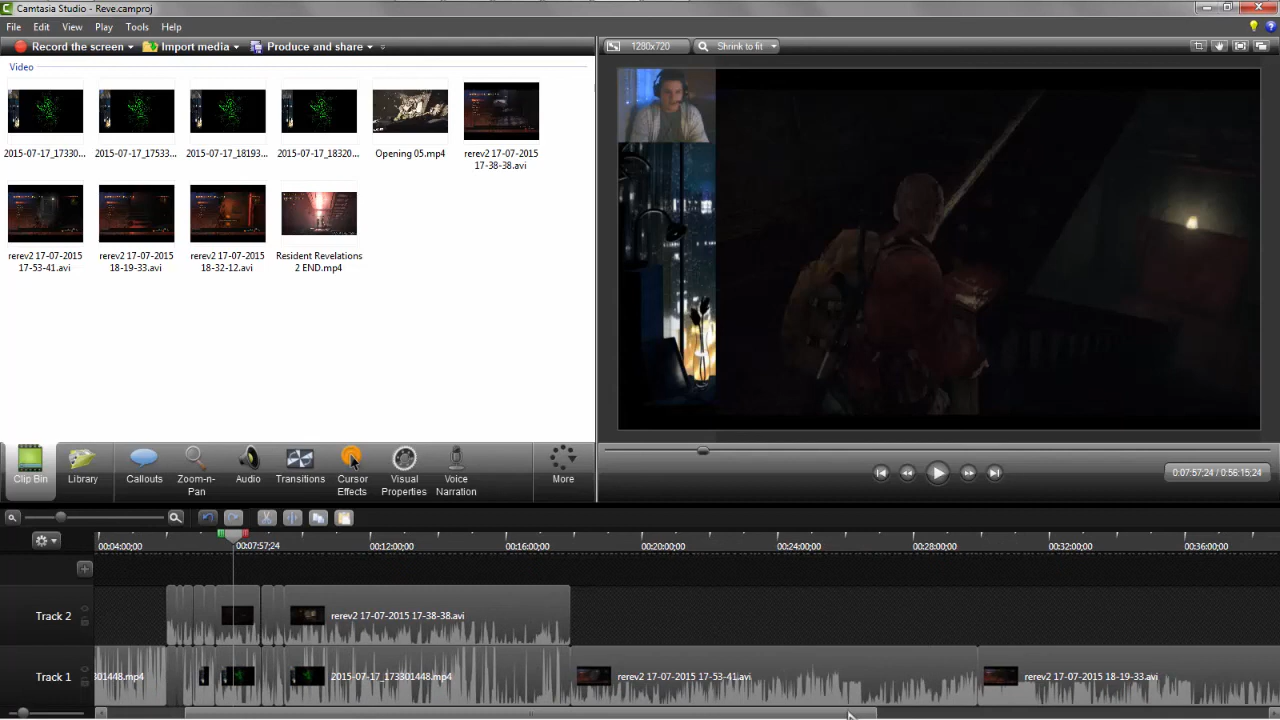 Camtasia Studio - Reve.camproj
File Edit View Play Tools Help
Record the screen Import media Produce and share
1280x720 Shrink to fit
Video
2015-07-17_17330... 2015-07-17_17533... 2015-07-17_18193... 2015-07-17_18320... Opening 05.mp4 rerev2 17-07-2015
17-38-38.avi
rerev2 17-07-2015 rerev2 17-07-2015 rerev2 17-07-2015 Resident Revelations
17-53-41.avi 18-19-33.avi 18-32-12.avi 2 END.mp4
Clip Bin Library Callouts Zoom-n-Pan Audio Transitions Cursor Effects Visual Properties Voice Narration More
0:07:57;24 / 0:56:15;24
00:04:00;00 00:07:57;24 00:12:00;00 00:16:00;00 00:20:00;00 00:24:00;00 00:28:00;00 00:32:00;00 00:36:00;00
Track 2 rerev2 17-07-2015 17-38-38.avi
Track 1 301448.mp4 2015-07-17_173301448.mp4 rerev2 17-07-2015 17-53-41.avi rerev2 17-07-2015 18-19-33.avi